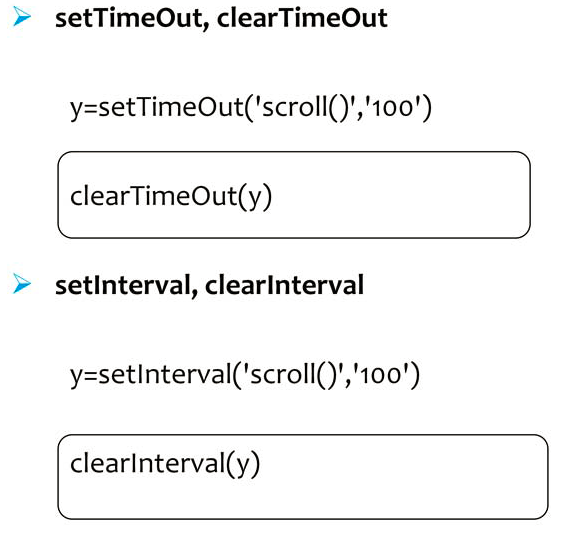 setTimeOut, clearTimeOut
y=setTimeOut('scroll()','100')
clearTimeOut(y)
setInterval, clearInterval
y=setInterval('scroll()','100')
clearInterval(y)